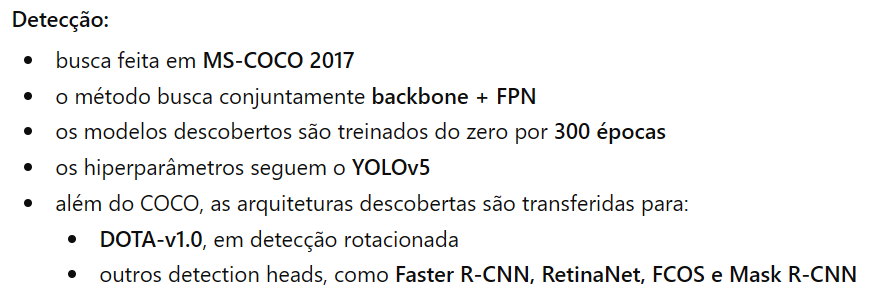 Detecção:
• busca feita em MS-COCO 2017
• o método busca conjuntamente backbone + FPN
• os modelos descobertos são treinados do zero por 300 épocas
• os hiperparâmetros seguem o YOLOv5
• além do COCO, as arquiteturas descobertas são transferidas para:
• DOTA-v1.0, em detecção rotacionada
• outros detection heads, como Faster R-CNN, RetinaNet, FCOS e Mask R-CNN